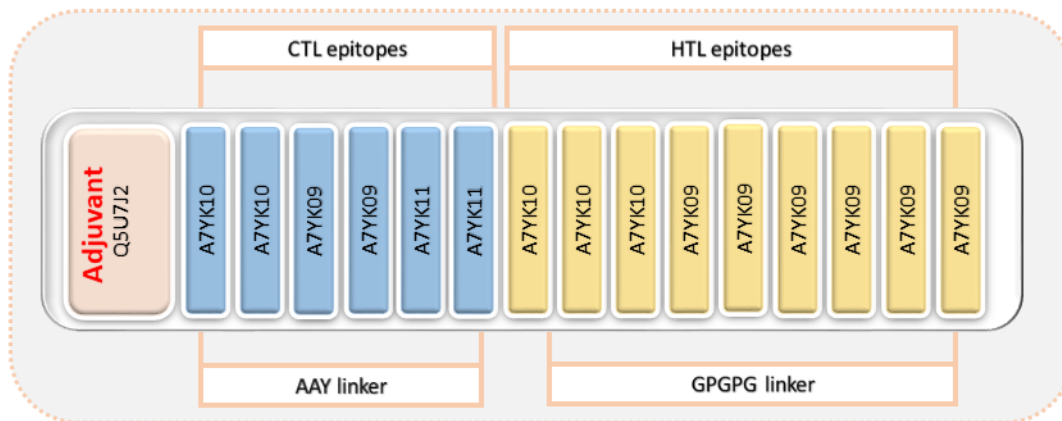 CTL epitopes
HTL epitopes
Adjuvant
Q5U7J2
A7YK10
A7YK10
A7YK09
A7YK09
A7YK11
A7YK11
A7YK10
A7YK10
A7YK10
A7YK09
A7YK09
A7YK09
A7YK09
A7YK09
A7YK09
AAY linker
GPGPG linker